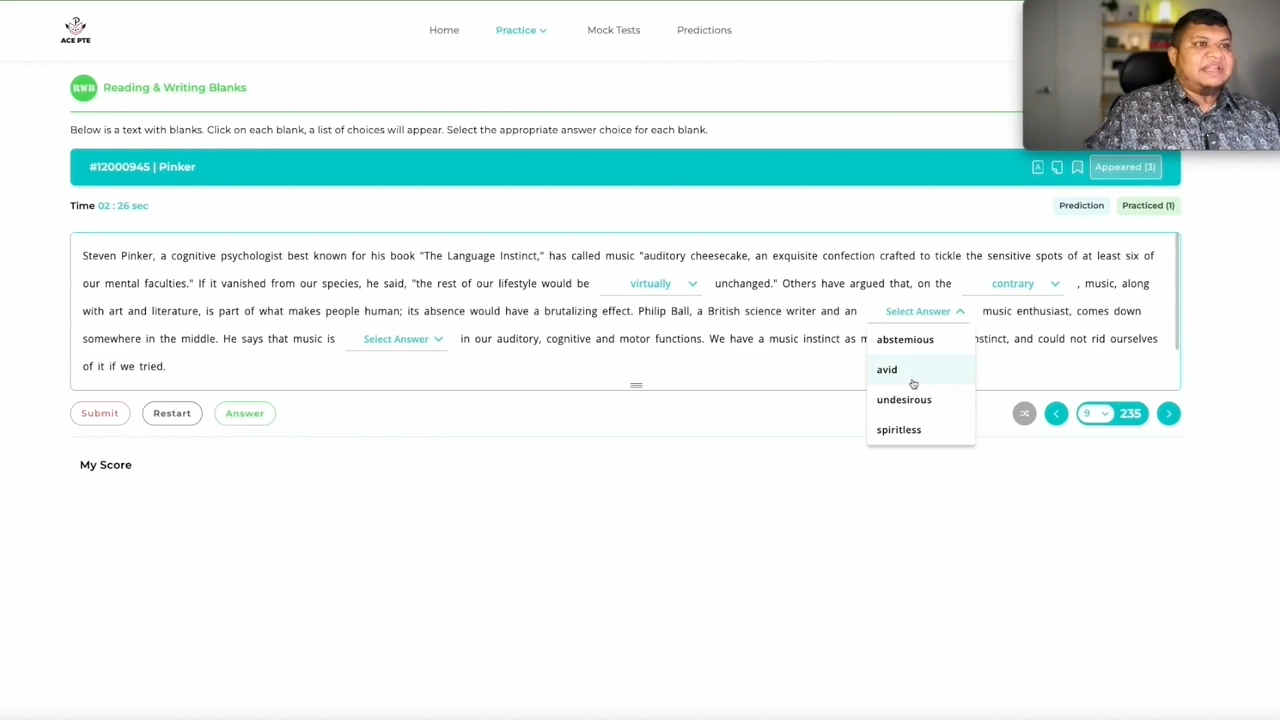 ACE PTE
Home
Practice
Mock Tests
Predictions
RWB
Reading & Writing Blanks
Below is a text with blanks. Click on each blank, a list of choices will appear. Select the appropriate answer choice for each blank.
#12000945 | Pinker
A
Appeared (3)
Time 02 : 26 sec
Prediction
Practiced (1)
Steven Pinker, a cognitive psychologist best known for his book "The Language Instinct," has called music "auditory cheesecake, an exquisite confection crafted to tickle the sensitive spots of at least six of
our mental faculties." If it vanished from our species, he said, "the rest of our lifestyle would be virtually unchanged." Others have argued that, on the contrary , music, along
with art and literature, is part of what makes people human; its absence would have a brutalizing effect. Philip Ball, a British science writer and an Select Answer music enthusiast, comes down
somewhere in the middle. He says that music is Select Answer in our auditory, cognitive and motor functions. We have a music instinct as nstinct, and could not rid ourselves
of it if we tried.
abstemious
avid
undesirous
spiritless
Submit
Restart
Answer
9
235
My Score